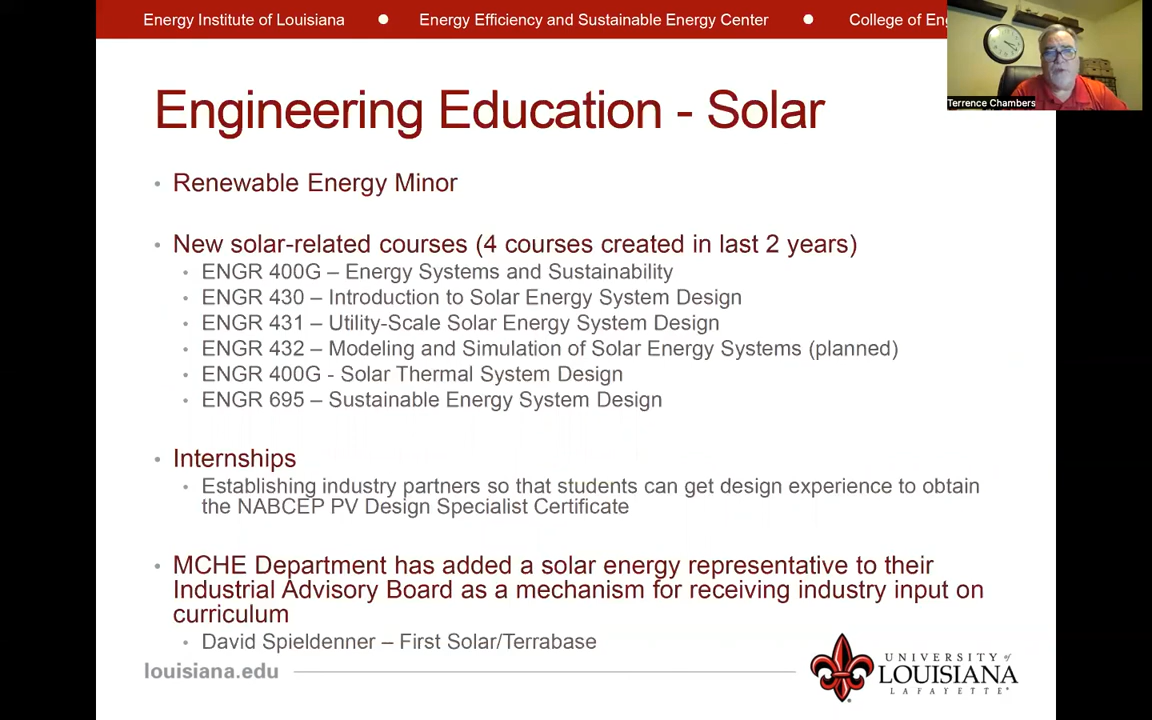 Energy Institute of Louisiana ● Energy Efficiency and Sustainable Energy Center ● College of
Terrence Chambers
Engineering Education - Solar
• Renewable Energy Minor
• New solar-related courses (4 courses created in last 2 years)
• ENGR 400G – Energy Systems and Sustainability
• ENGR 430 – Introduction to Solar Energy System Design
• ENGR 431 – Utility-Scale Solar Energy System Design
• ENGR 432 – Modeling and Simulation of Solar Energy Systems (planned)
• ENGR 400G - Solar Thermal System Design
• ENGR 695 – Sustainable Energy System Design
• Internships
• Establishing industry partners so that students can get design experience to obtain
the NABCEP PV Design Specialist Certificate
• MCHE Department has added a solar energy representative to their
Industrial Advisory Board as a mechanism for receiving industry input on
curriculum
• David Spieldenner – First Solar/Terrabase
louisiana.edu
UNIVERSITY of
LOUISIANA
LAFAYETTE